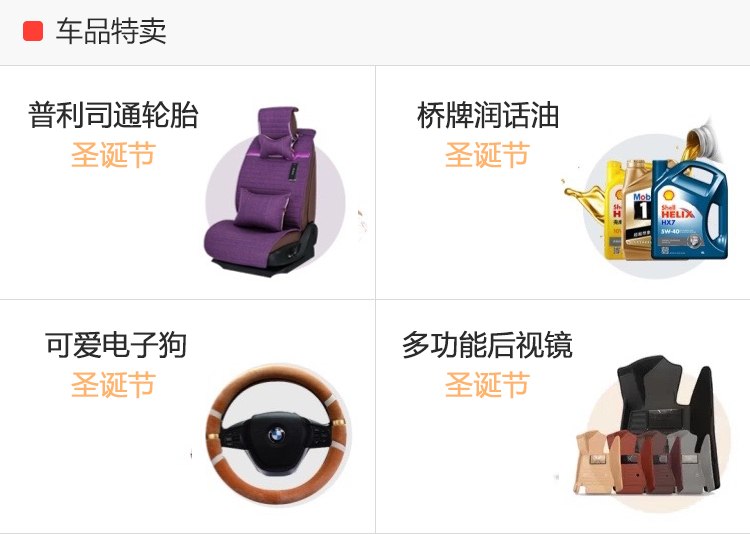 车品特卖
普利司通轮胎
圣诞节
桥牌润话油
圣诞节
Mob
1
Shell
HELIX
HX7
5W-40
可爱电子狗
圣诞节
多功能后视镜
圣诞节